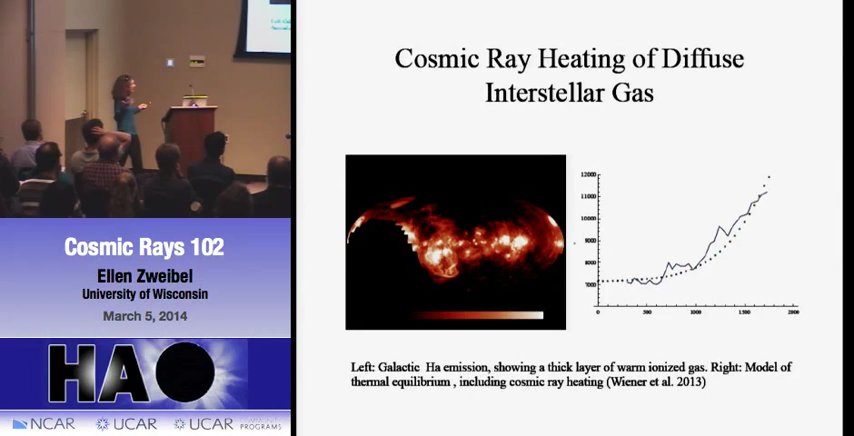 Cosmic Ray Heating of Diffuse
Interstellar Gas
12000
11000
10000
9000
8000
7000
0
500
1000
1500
2000
Left: Galactic Ha emission, showing a thick layer of warm ionized gas. Right: Model of
thermal equilibrium , including cosmic ray heating (Wiener et al. 2013)
Cosmic Rays 102
Ellen Zweibel
University of Wisconsin
March 5, 2014
HAO
NCAR
UCAR
UCAR
PROGRAMS